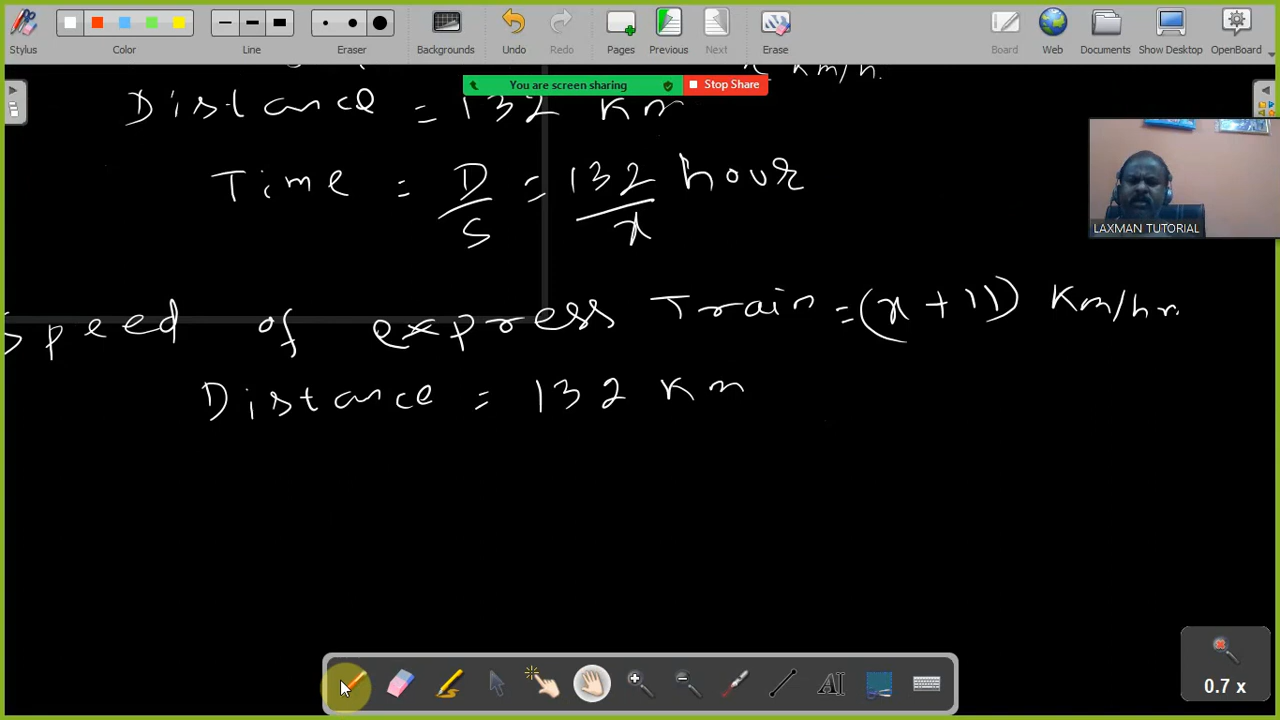 Stylus Color Line Eraser Backgrounds Undo Redo Pages Previous Next Erase Board Web Documents Show Desktop OpenBoard
You are screen sharing Stop Share
x km/h.
Distance = 132 km
Time = D/S = 132/x hour
LAXMAN TUTORIAL
Speed of express Train = (x + 11) Km/hr.
Distance = 132 Km
0.7 x